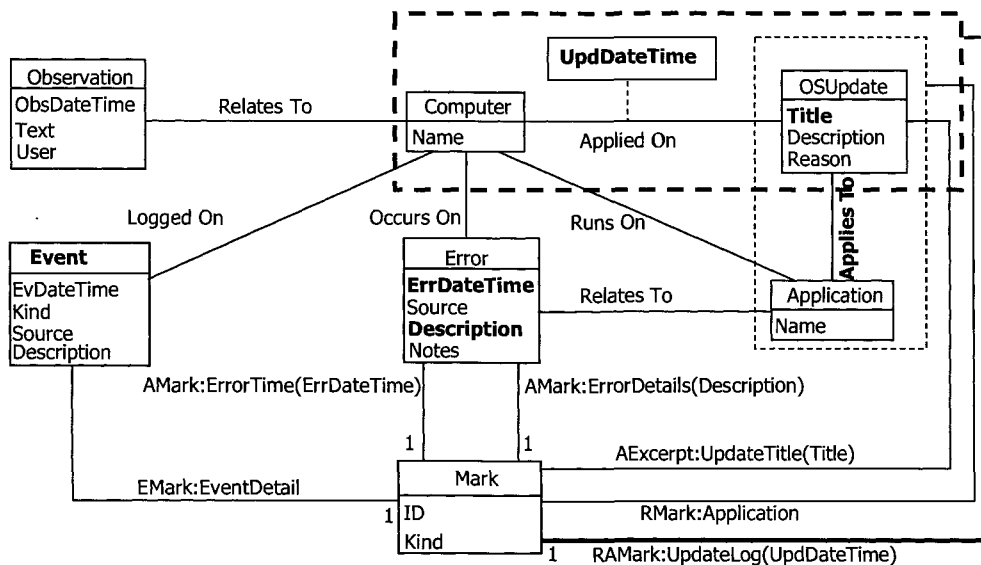 UpdDateTime
Observation
ObsDateTime
Text
User
Relates To
Computer
Name
Applied On
OSUpdate
Title
Description
Reason
Logged On
Occurs On
Runs On
Applies To
Event
EvDateTime
Kind
Source
Description
Error
ErrDateTime
Source
Description
Notes
Relates To
Application
Name
AMark:ErrorTime(ErrDateTime)
AMark:ErrorDetails(Description)
1
1
AExcerpt:UpdateTitle(Title)
Mark
ID
Kind
EMark:EventDetail
1
RMark:Application
1
RAMark:UpdateLog(UpdDateTime)